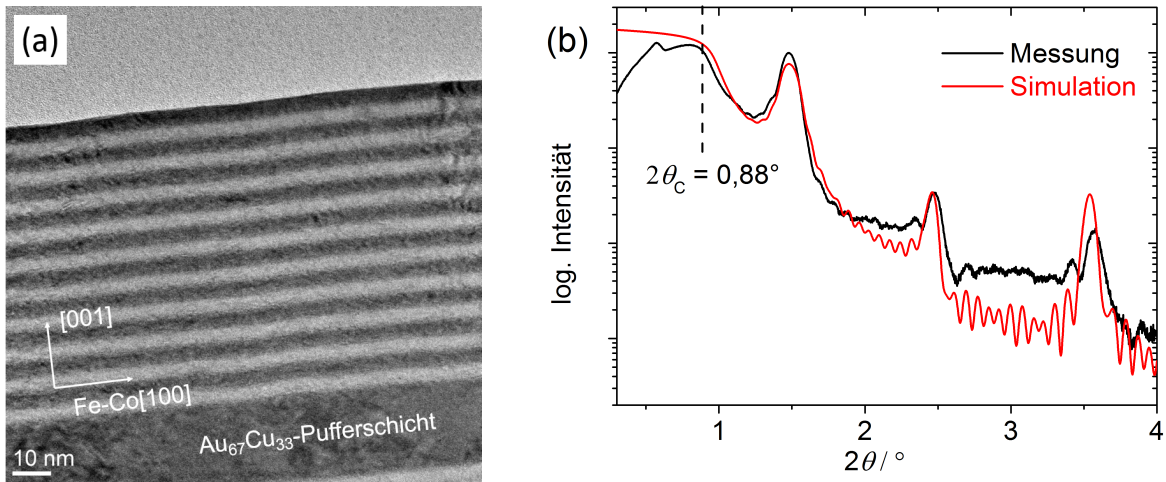 (a)
[001]
Fe-Co[100]
Au67Cu33-Pufferschicht
10 nm
(b)
Messung
Simulation
2θC = 0,88°
log. Intensität
1 2 3 4
2θ / °